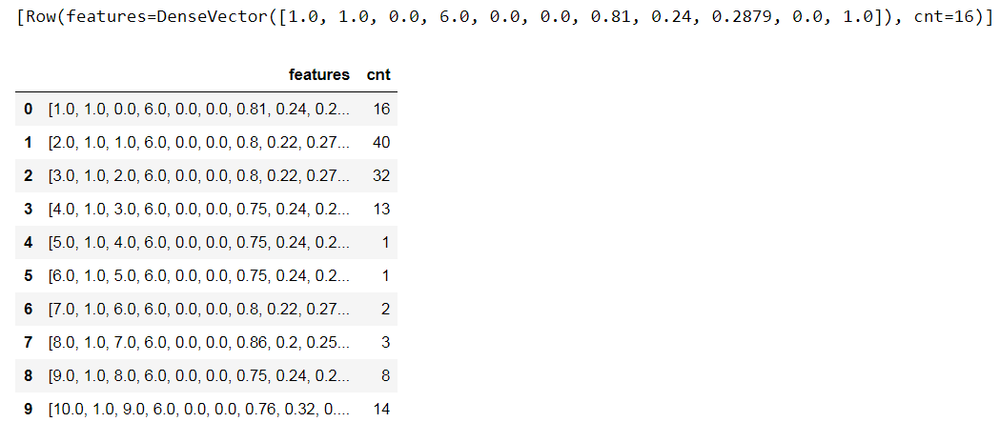 [Row(features=DenseVector([1.0, 1.0, 0.0, 6.0, 0.0, 0.0, 0.81, 0.24, 0.2879, 0.0, 1.0]), cnt=16)]
features cnt
0 [1.0, 1.0, 0.0, 6.0, 0.0, 0.0, 0.81, 0.24, 0.2... 16
1 [2.0, 1.0, 1.0, 6.0, 0.0, 0.0, 0.8, 0.22, 0.27... 40
2 [3.0, 1.0, 2.0, 6.0, 0.0, 0.0, 0.8, 0.22, 0.27... 32
3 [4.0, 1.0, 3.0, 6.0, 0.0, 0.0, 0.75, 0.24, 0.2... 13
4 [5.0, 1.0, 4.0, 6.0, 0.0, 0.0, 0.75, 0.24, 0.2... 1
5 [6.0, 1.0, 5.0, 6.0, 0.0, 0.0, 0.75, 0.24, 0.2... 1
6 [7.0, 1.0, 6.0, 6.0, 0.0, 0.0, 0.8, 0.22, 0.27... 2
7 [8.0, 1.0, 7.0, 6.0, 0.0, 0.0, 0.86, 0.2, 0.25... 3
8 [9.0, 1.0, 8.0, 6.0, 0.0, 0.0, 0.75, 0.24, 0.2... 8
9 [10.0, 1.0, 9.0, 6.0, 0.0, 0.0, 0.76, 0.32, 0.... 14